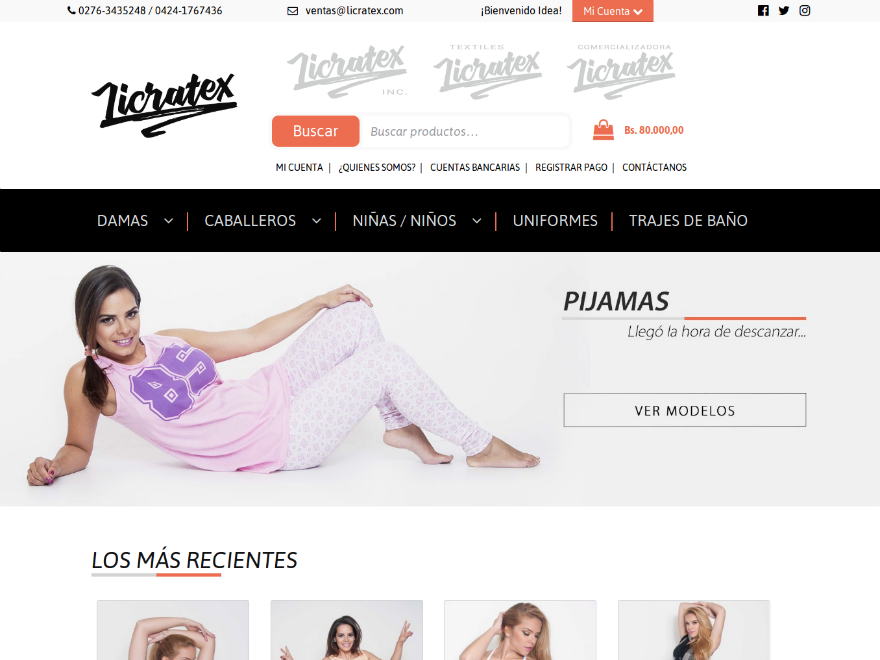 0276-3435248 / 0424-1767436
ventas@licratex.com
¡Bienvenido Idea!
Mi Cuenta
Licratex
Licratex
INC.
TEXTILES
Licratex
COMERCIALIZADORA
Licratex
Buscar
Buscar productos…
Bs. 80.000,00
MI CUENTA | ¿QUIENES SOMOS? | CUENTAS BANCARIAS | REGISTRAR PAGO | CONTÁCTANOS
DAMAS | CABALLEROS | NIÑAS / NIÑOS | UNIFORMES | TRAJES DE BAÑO
PIJAMAS
Llegó la hora de descanzar...
VER MODELOS
LOS MÁS RECIENTES